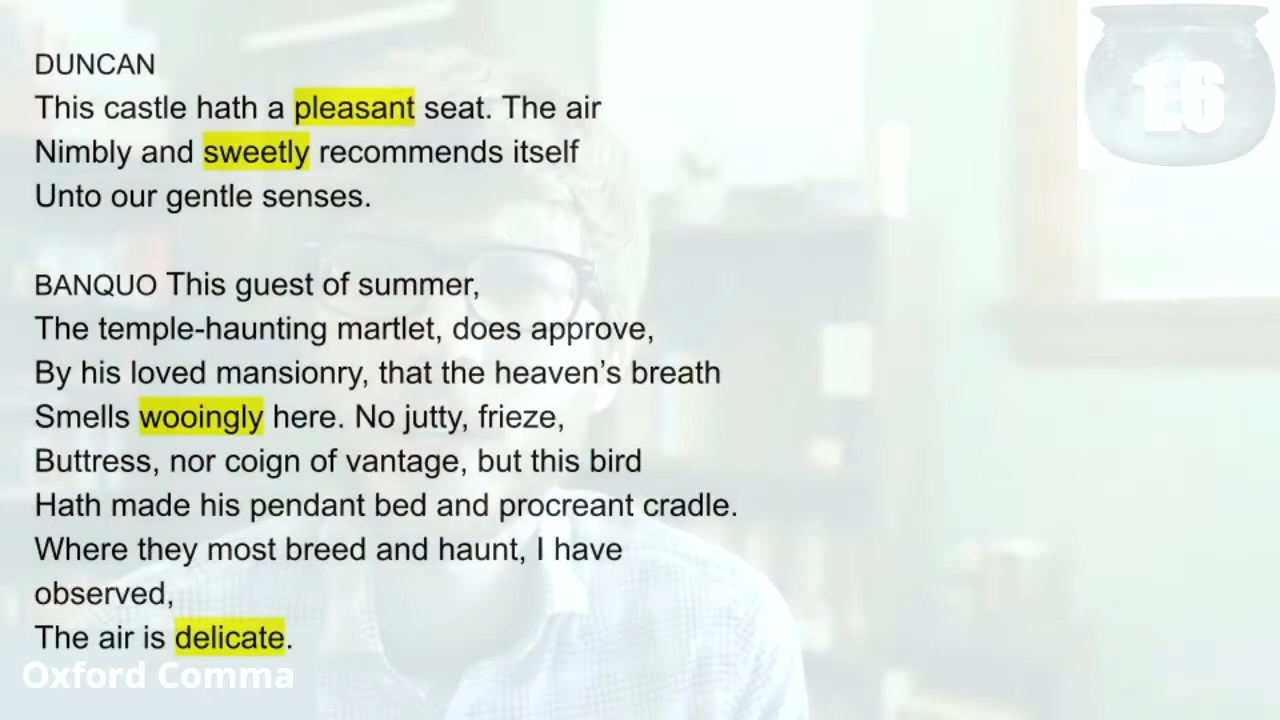 1.6
DUNCAN
This castle hath a pleasant seat. The air
Nimbly and sweetly recommends itself
Unto our gentle senses.
BANQUO This guest of summer,
The temple-haunting martlet, does approve,
By his loved mansionry, that the heaven’s breath
Smells wooingly here. No jutty, frieze,
Buttress, nor coign of vantage, but this bird
Hath made his pendant bed and procreant cradle.
Where they most breed and haunt, I have
observed,
The air is delicate.
Oxford Comma